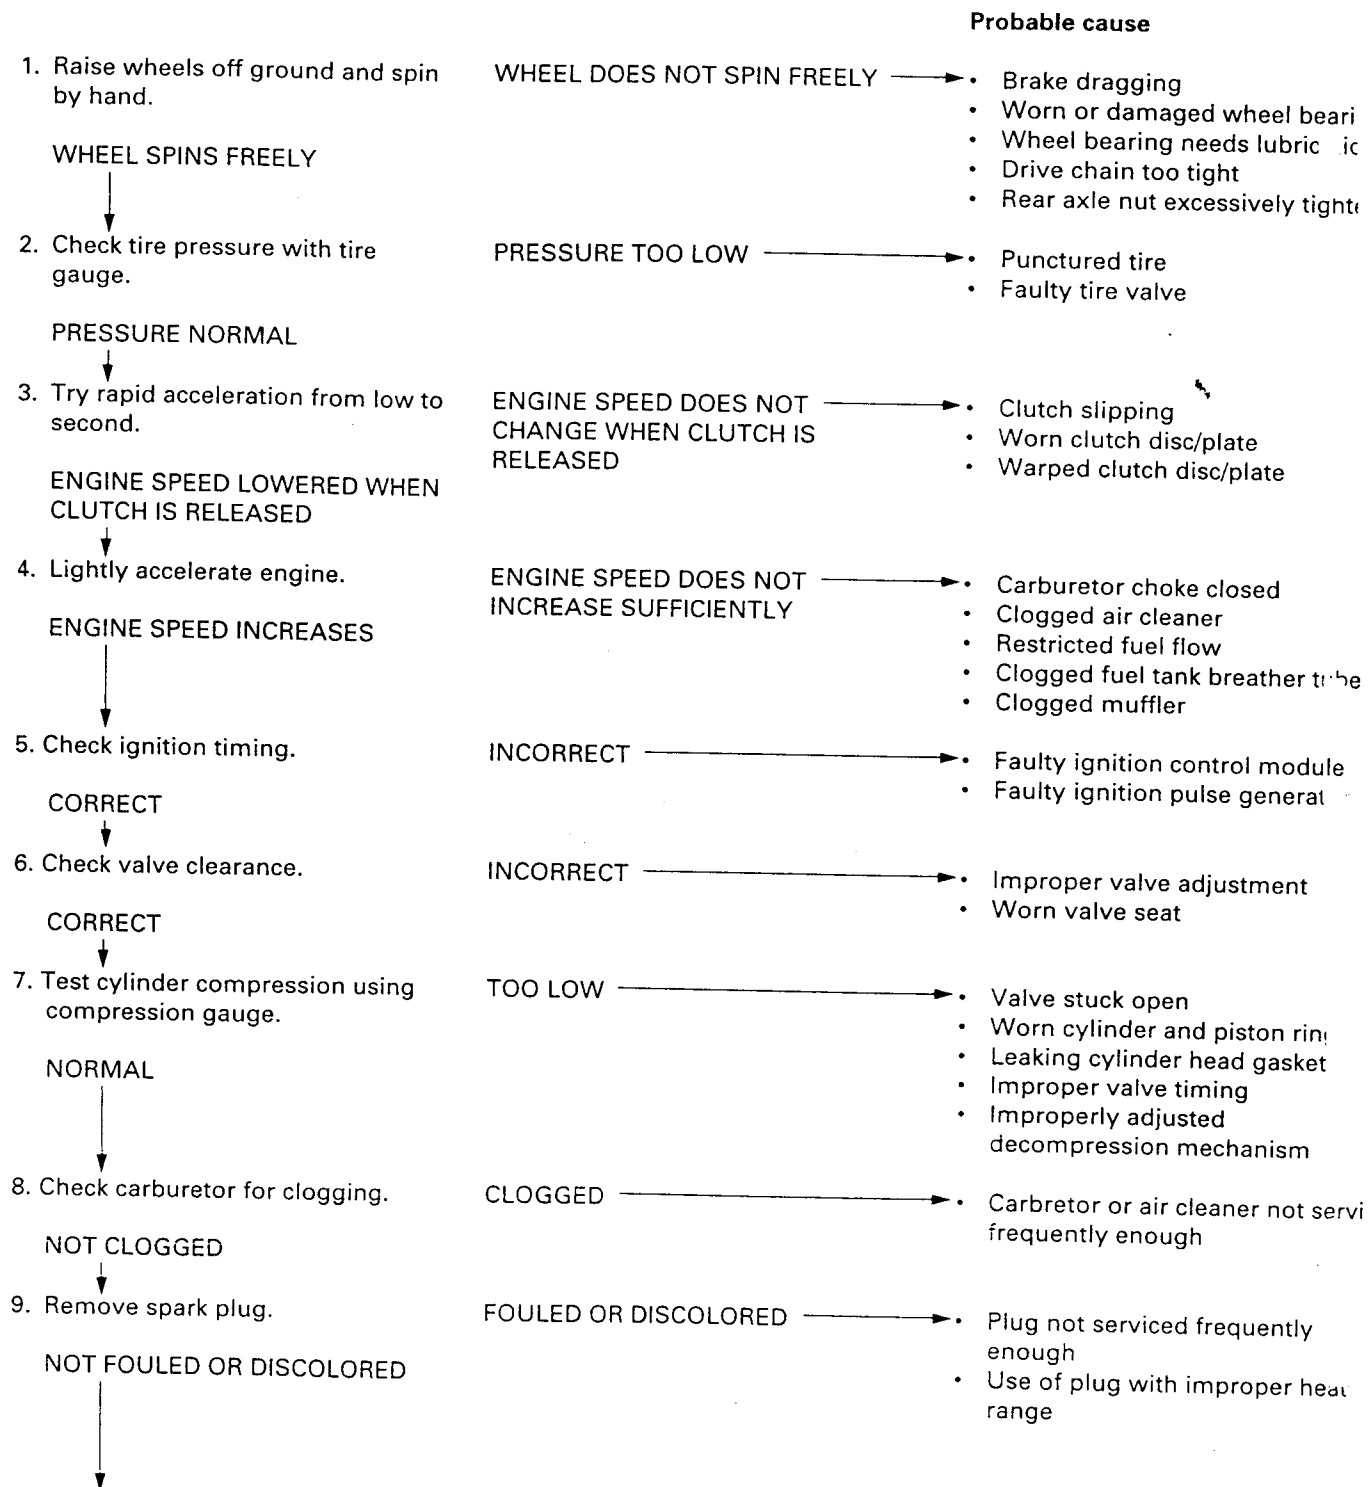 Probable cause
1. Raise wheels off ground and spin
by hand.
WHEEL DOES NOT SPIN FREELY
• Brake dragging
• Worn or damaged wheel beari
• Wheel bearing needs
• Drive chain too tight
• Rear axle nut excessively
WHEEL SPINS FREELY
2. Check tire pressure with tire
gauge.
PRESSURE TOO LOW
• Punctured tire
• Faulty tire valve
PRESSURE NORMAL
3. Try rapid acceleration from low to
second.
ENGINE SPEED DOES NOT
CHANGE WHEN CLUTCH IS
RELEASED
• Clutch slipping
• Worn clutch disc/plate
• Warped clutch disc/plate
ENGINE SPEED LOWERED WHEN
CLUTCH IS RELEASED
4. Lightly accelerate engine.
ENGINE SPEED DOES NOT
INCREASE SUFFICIENTLY
• Carburetor choke closed
• Clogged air cleaner
• Restricted fuel flow
• Clogged fuel tank breather
• Clogged muffler
ENGINE SPEED INCREASES
5. Check ignition timing.
INCORRECT
• Faulty ignition control module
• Faulty ignition pulse
CORRECT
6. Check valve clearance.
INCORRECT
• Improper valve adjustment
• Worn valve seat
CORRECT
7. Test cylinder compression using
compression gauge.
TOO LOW
• Valve stuck open
• Worn cylinder and piston
• Leaking cylinder head gasket
• Improper valve timing
• Improperly adjusted
decompression mechanism
NORMAL
8. Check carburetor for clogging.
CLOGGED
• Carbretor or air cleaner not servi
frequently enough
NOT CLOGGED
9. Remove spark plug.
FOULED OR DISCOLORED
• Plug not serviced frequently
enough
• Use of plug with improper
range
NOT FOULED OR DISCOLORED